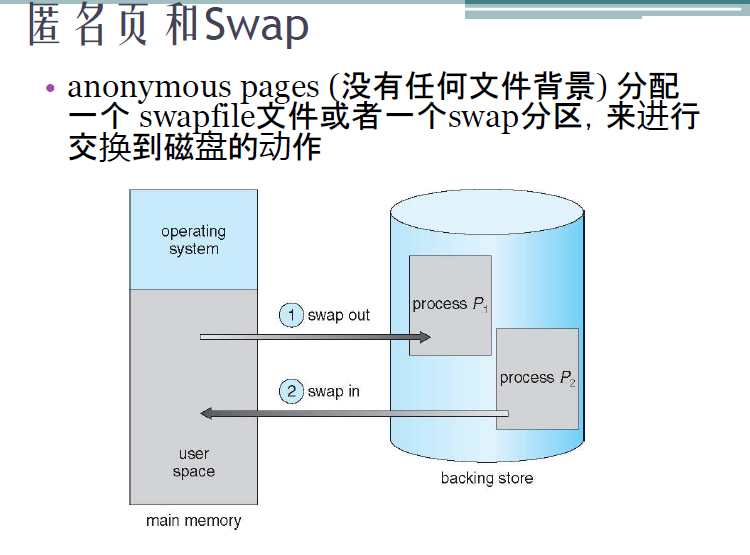 匿名页和Swap
• anonymous pages (没有任何文件背景) 分配
一个 swapfile文件或者一个swap分区，来进行
交换到磁盘的动作
operating
system
process P1
1 swap out
process P2
2 swap in
user
space
backing store
main memory